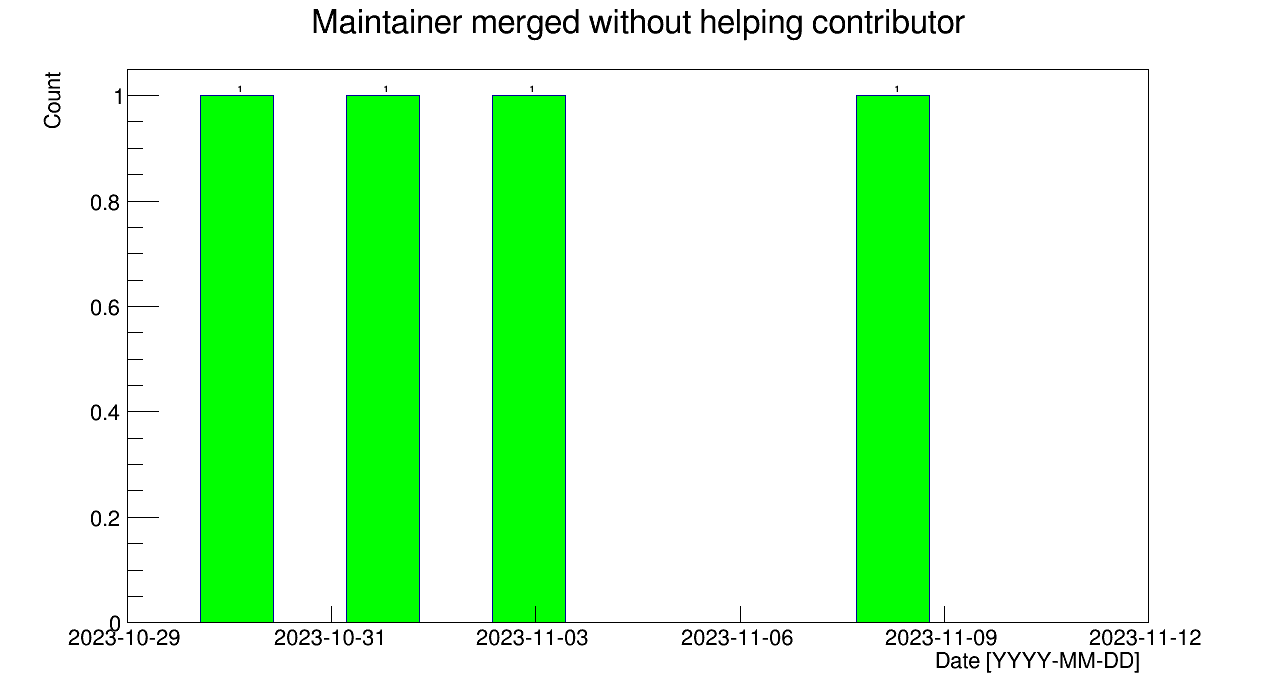 Maintainer merged without helping contributor
Count
1 1 1 1
1
0.8
0.6
0.4
0.2
0
2023-10-29 2023-10-31 2023-11-03 2023-11-06 2023-11-09 2023-11-12
Date [YYYY-MM-DD]